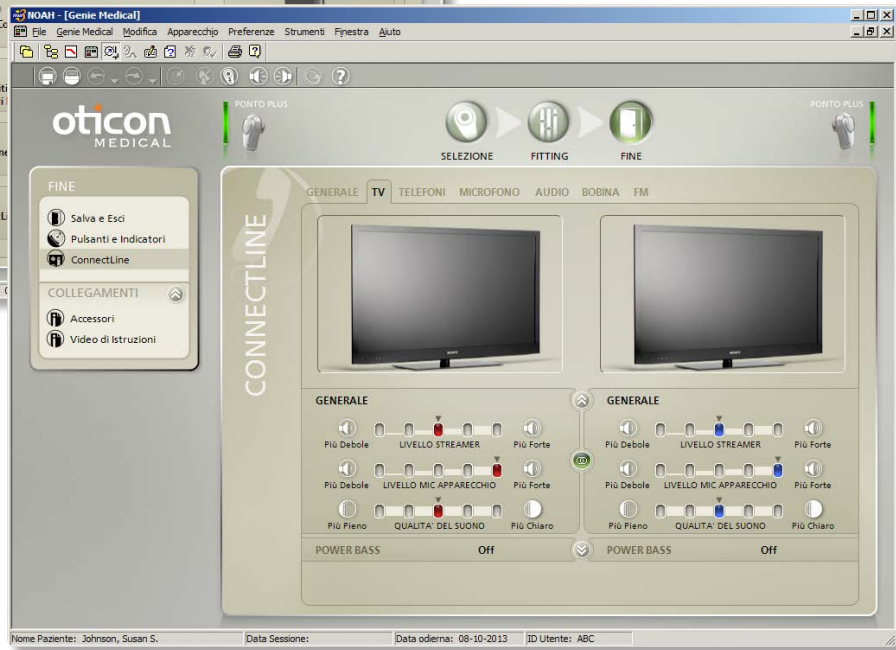 NOAH - [Genie Medical]
File Genie Medical Modifica Apparecchio Preferenze Strumenti Finestra Aiuto
oticon
MEDICAL
PONTO PLUS
SELEZIONE
FITTING
FINE
PONTO PLUS
FINE
Salva e Esci
Pulsanti e Indicatori
ConnectLine
COLLEGAMENTI
Accessori
Video di Istruzioni
CONNECTLINE
GENERALE TV TELEFONI MICROFONO AUDIO BOBINA FM
SONY
SONY
GENERALE
Più Debole LIVELLO STREAMER Più Forte
Più Debole LIVELLO MIC APPARECCHIO Più Forte
Più Pieno QUALITA' DEL SUONO Più Chiaro
POWER BASS Off
GENERALE
Più Debole LIVELLO STREAMER Più Forte
Più Debole LIVELLO MIC APPARECCHIO Più Forte
Più Pieno QUALITA' DEL SUONO Più Chiaro
POWER BASS Off
Nome Paziente: Johnson, Susan S. Data Sessione: Data odierna: 08-10-2013 ID Utente: ABC